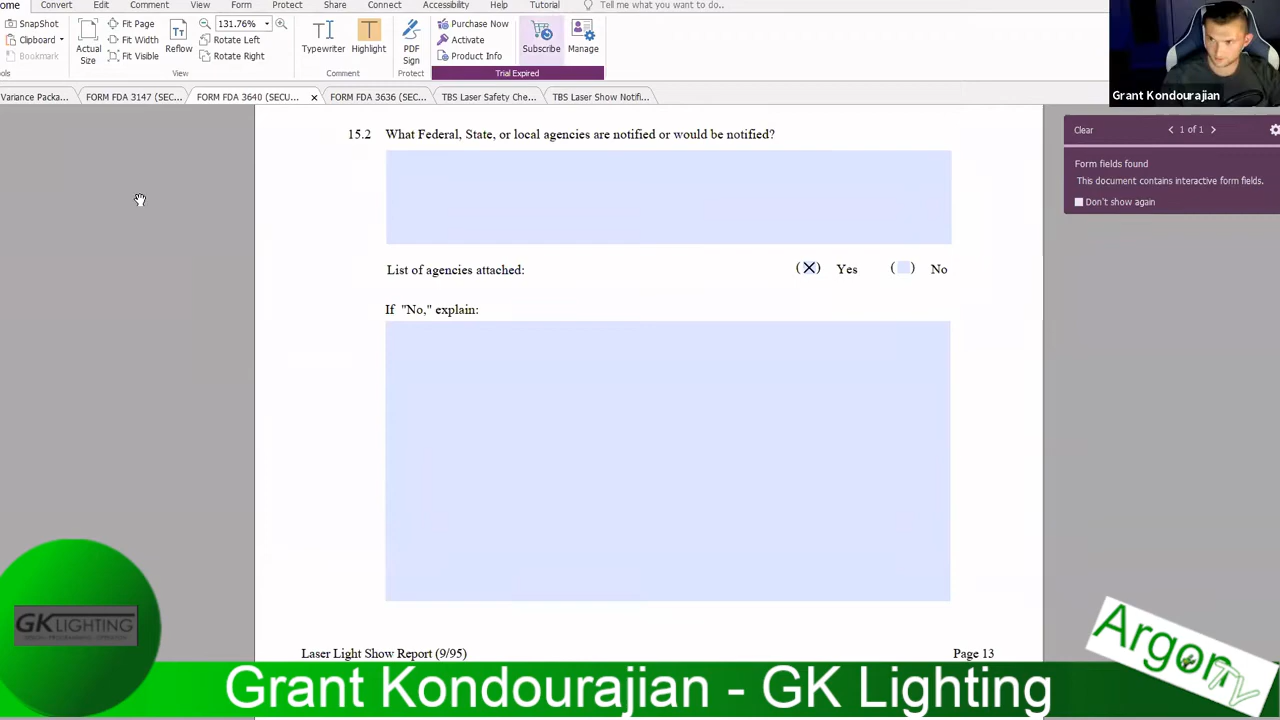 ome Convert Edit Comment View Form Protect Share Connect Accessibility Help Tutorial Tell me what you want to do..
SnapShot Fit Page 131.76% Purchase Now
Clipboard Fit Width Rotate Left Activate
Bookmark Actual Size Reflow Fit Visible Rotate Right Typewriter Highlight PDF Sign Product Info Subscribe Manage
ols View Comment Protect Trial Expired
Variance Packa... FORM FDA 3147 (SEC... FORM FDA 3640 (SECU... x FORM FDA 3636 (SEC... TBS Laser Safety Che... TBS Laser Show Notifi...
Grant Kondourajian
Clear < 1 of 1 >
Form fields found
This document contains interactive form fields.
Don't show again
15.2 What Federal, State, or local agencies are notified or would be notified?
List of agencies attached: (X) Yes ( ) No
If "No," explain:
Laser Light Show Report (9/95) Page 13
GK LIGHTING
Argon TV
Grant Kondourajian - GK Lighting